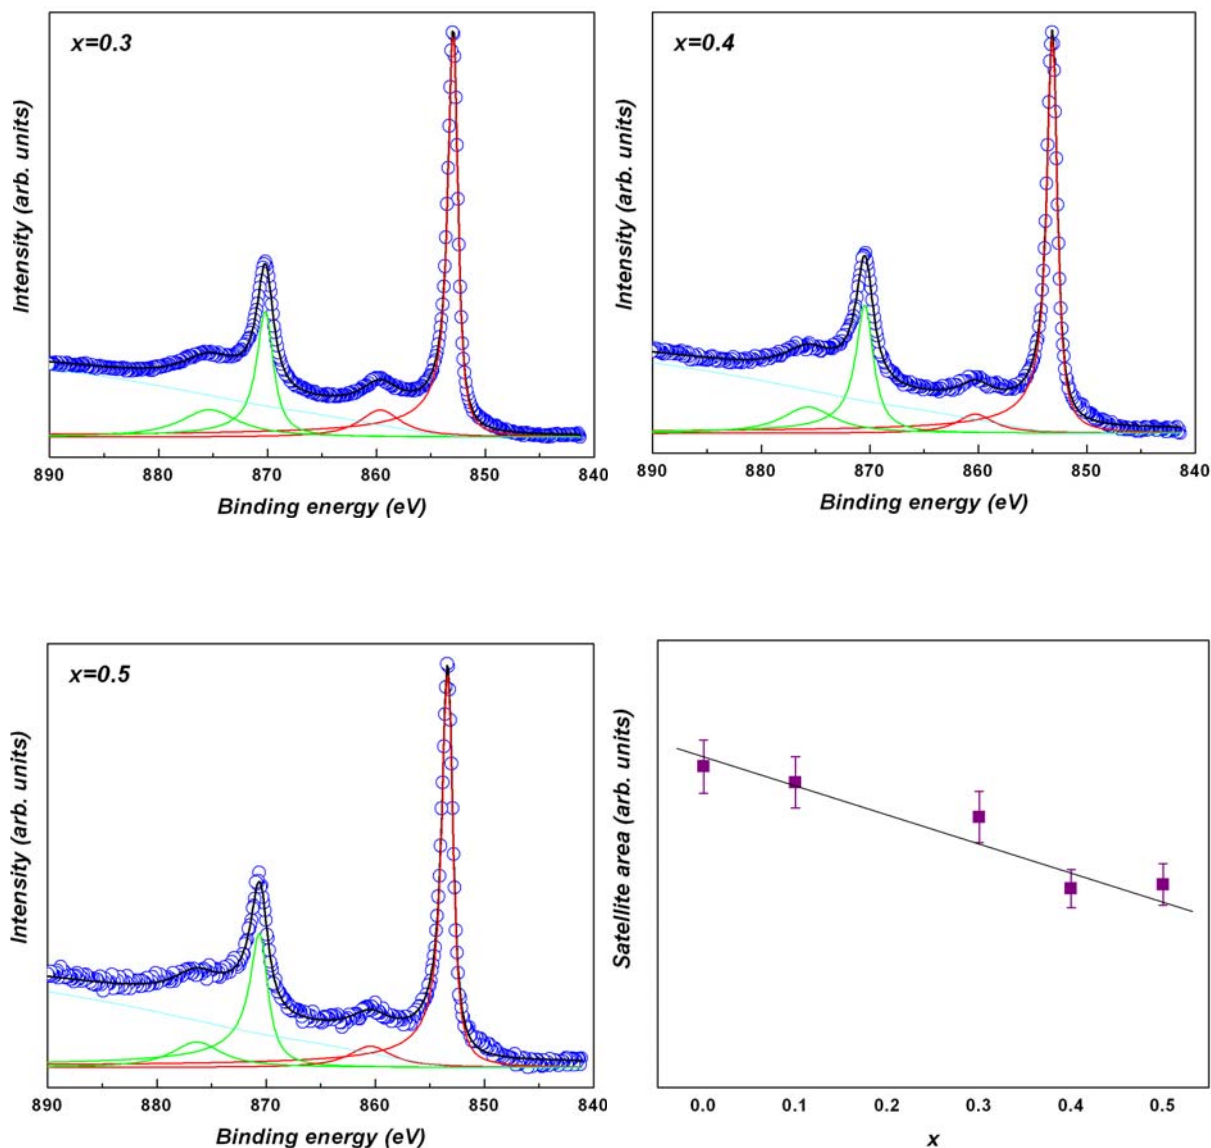 x=0.3
Intensity (arb. units)
890 880 870 860 850 840
Binding energy (eV)
x=0.4
Intensity (arb. units)
890 880 870 860 850 840
Binding energy (eV)
x=0.5
Intensity (arb. units)
890 880 870 860 850 840
Binding energy (eV)
Satellite area (arb. units)
0.0 0.1 0.2 0.3 0.4 0.5
x